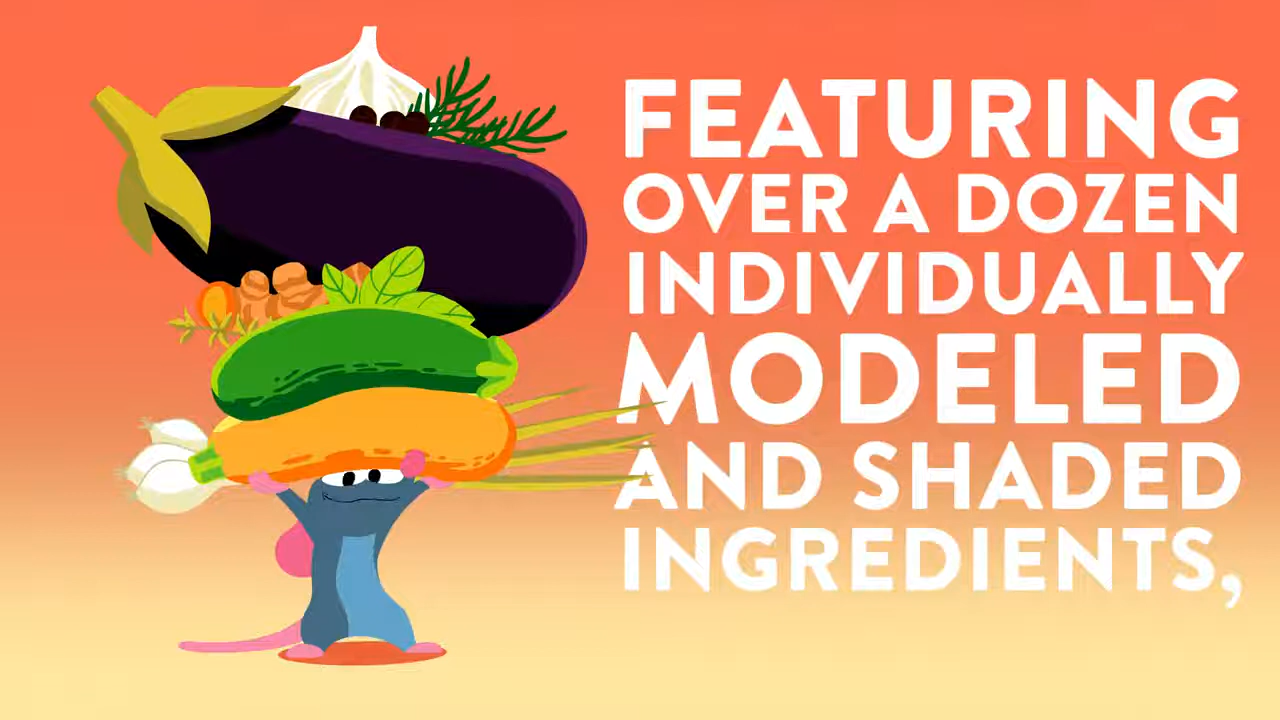 FEATURING
OVER A DOZEN
INDIVIDUALLY
MODELED
AND SHADED
INGREDIENTS,